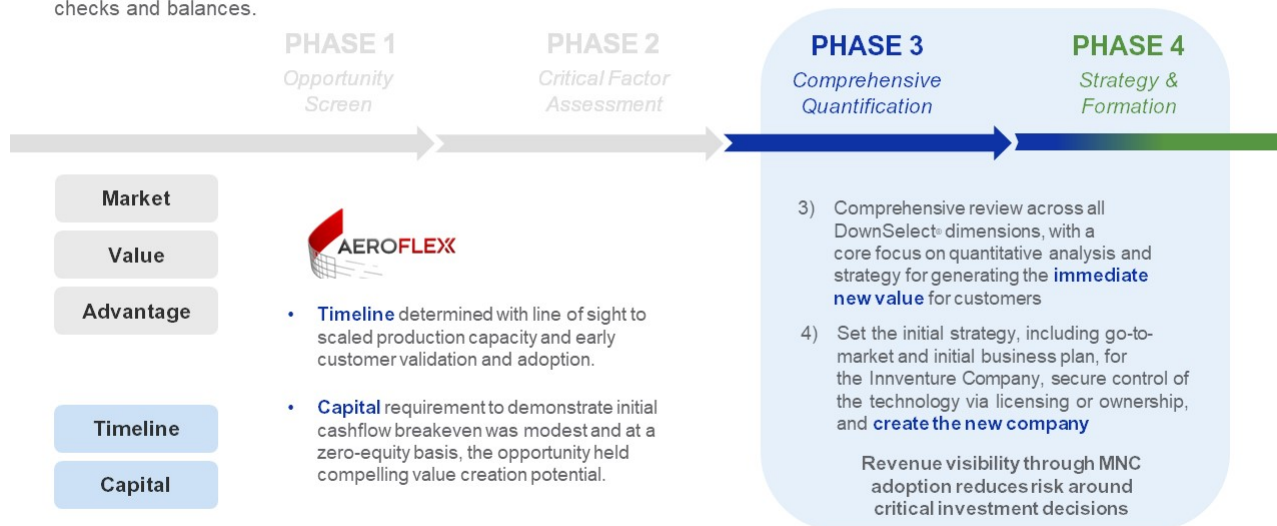 checks and balances.
PHASE 1
Opportunity
Screen
PHASE 2
Critical Factor
Assessment
PHASE 3
Comprehensive
Quantification
PHASE 4
Strategy &
Formation
Market
Value
Advantage
Timeline
Capital
AEROFLEXX
• Timeline determined with line of sight to
scaled production capacity and early
customer validation and adoption.
• Capital requirement to demonstrate initial
cashflow breakeven was modest and at a
zero-equity basis, the opportunity held
compelling value creation potential.
3) Comprehensive review across all
DownSelect® dimensions, with a
core focus on quantitative analysis and
strategy for generating the immediate
new value for customers
4) Set the initial strategy, including go-to-
market and initial business plan, for
the Innventure Company, secure control of
the technology via licensing or ownership,
and create the new company
Revenue visibility through MNC
adoption reduces risk around
critical investment decisions